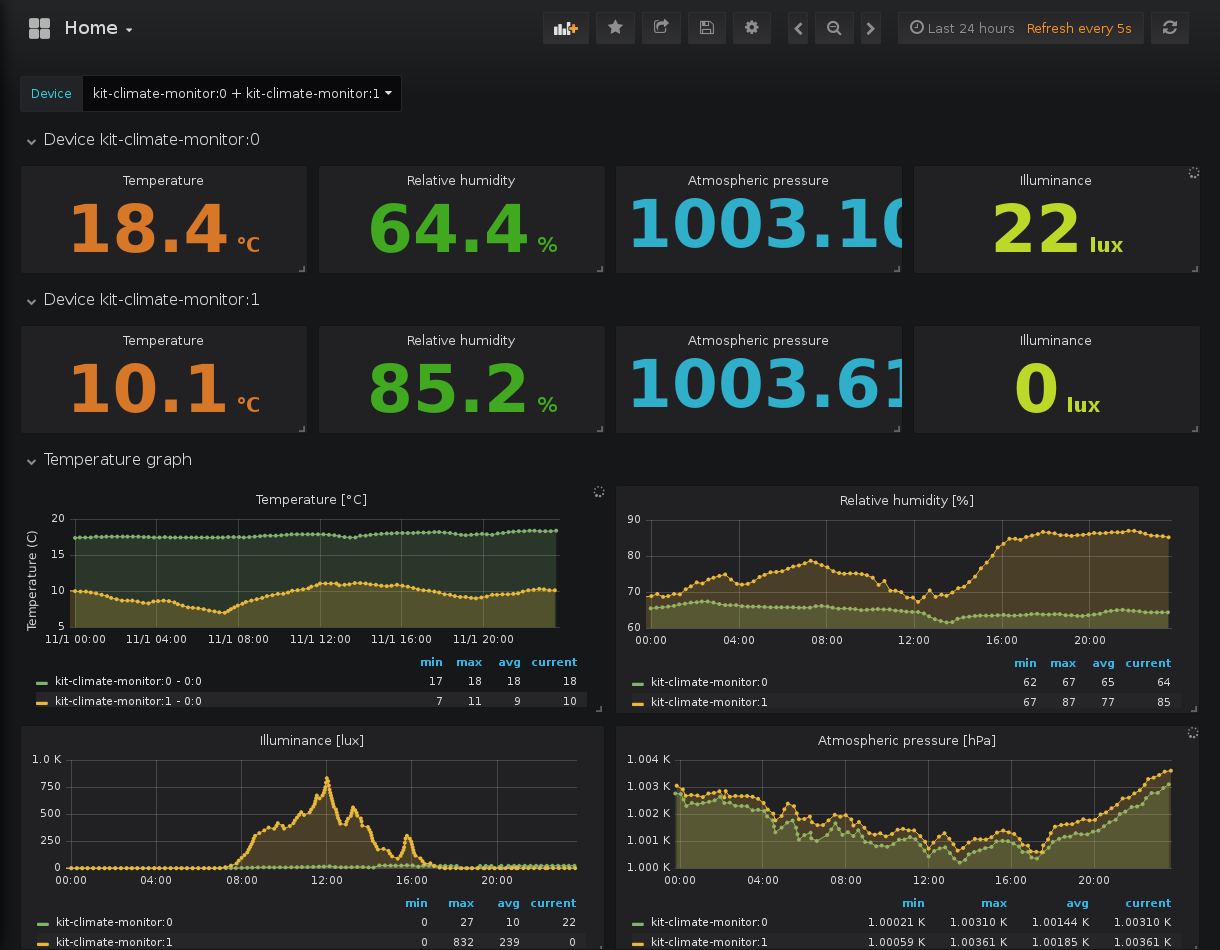 Home
Last 24 hours Refresh every 5s
Device kit-climate-monitor:0 + kit-climate-monitor:1
Device kit-climate-monitor:0
Temperature Relative humidity Atmospheric pressure Illuminance
18.4 °C 64.4 % 1003.10 22 lux
Device kit-climate-monitor:1
Temperature Relative humidity Atmospheric pressure Illuminance
10.1 °C 85.2 % 1003.61 0 lux
Temperature graph
Temperature [°C]
Temperature (C)
20
15
10
5
11/1 00:00 11/1 04:00 11/1 08:00 11/1 12:00 11/1 16:00 11/1 20:00
min max avg current
kit-climate-monitor:0 - 0:0 17 18 18 18
kit-climate-monitor:1 - 0:0 7 11 9 10
Relative humidity [%]
90
80
70
60
00:00 04:00 08:00 12:00 16:00 20:00
min max avg current
kit-climate-monitor:0 62 67 65 64
kit-climate-monitor:1 67 87 77 85
Illuminance [lux]
1.0 K
750
500
250
0
00:00 04:00 08:00 12:00 16:00 20:00
min max avg current
kit-climate-monitor:0 0 27 10 22
kit-climate-monitor:1 0 832 239 0
Atmospheric pressure [hPa]
1.004 K
1.003 K
1.002 K
1.001 K
1.000 K
00:00 04:00 08:00 12:00 16:00 20:00
min max avg current
kit-climate-monitor:0 1.00021 K 1.00310 K 1.00144 K 1.00310 K
kit-climate-monitor:1 1.00059 K 1.00361 K 1.00185 K 1.00361 K